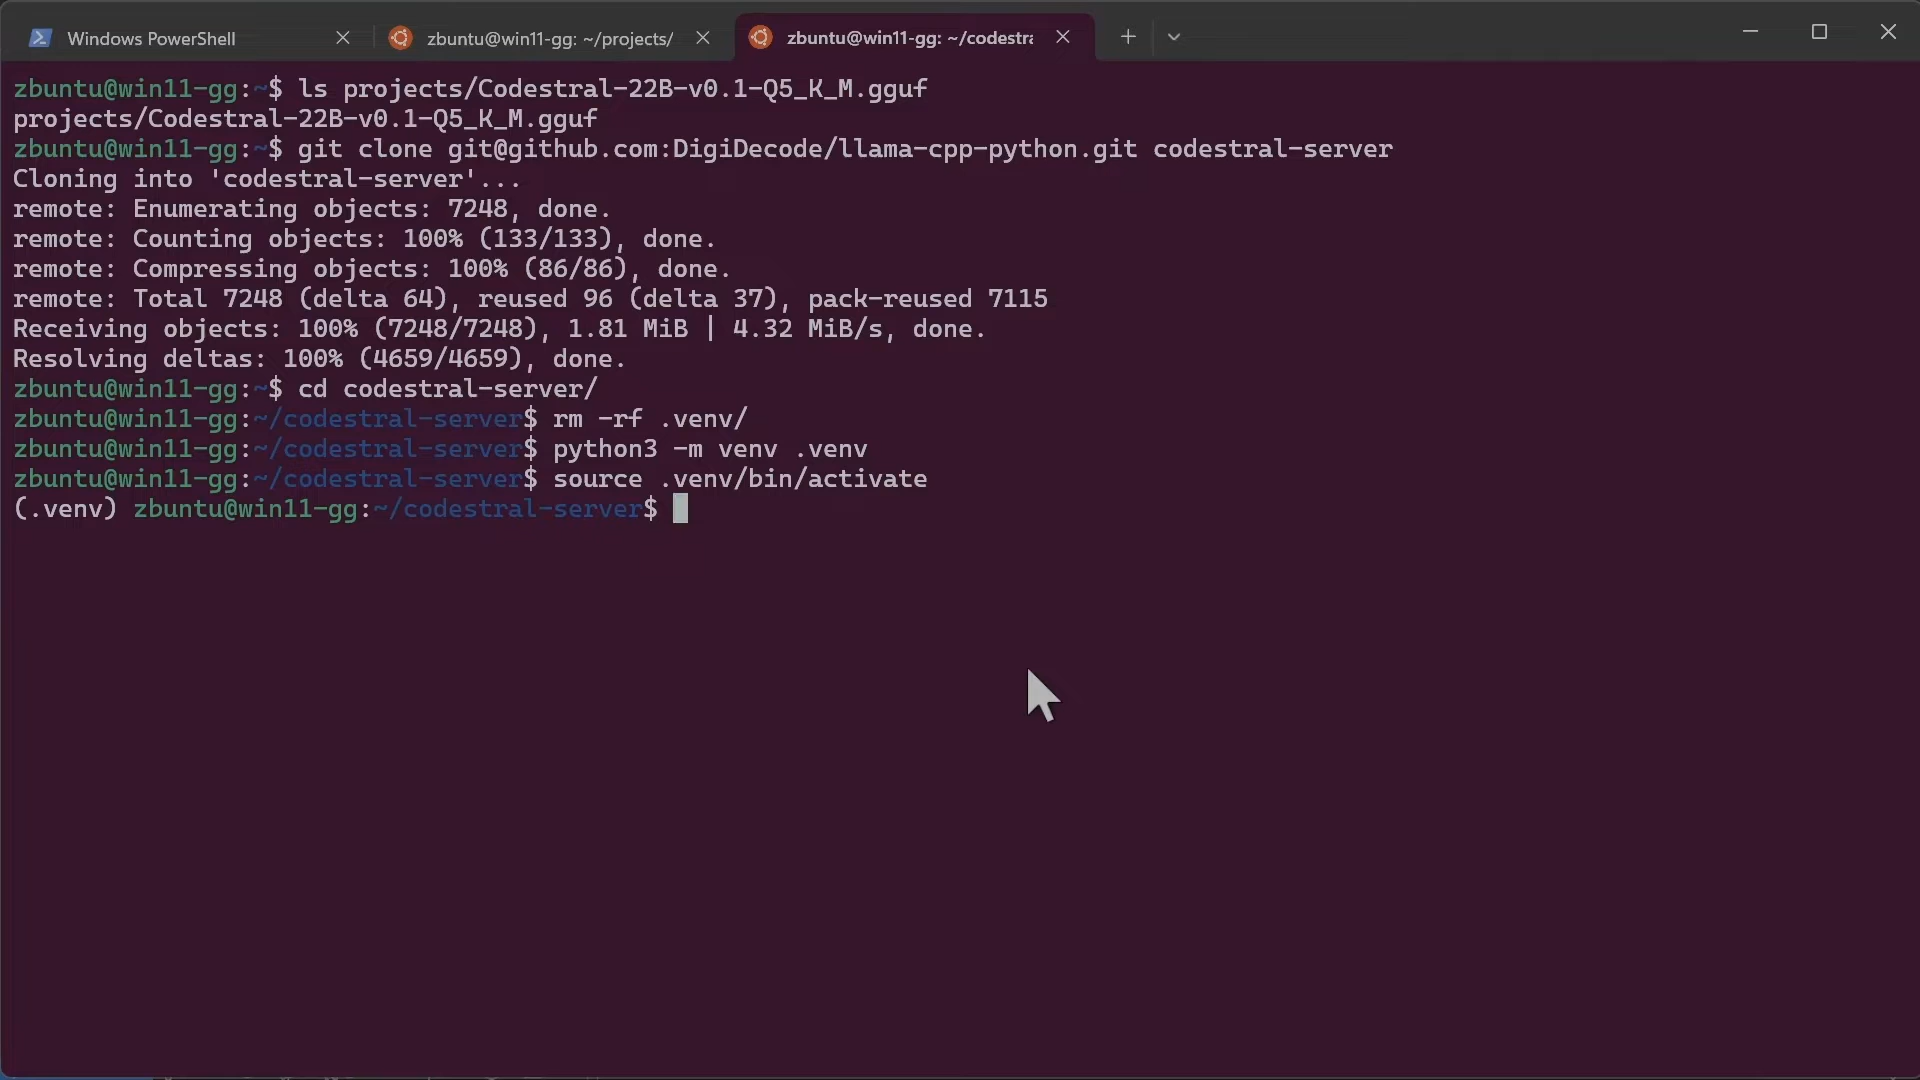 Windows PowerShell
zbuntu@win11-gg: ~/projects/
zbuntu@win11-gg: ~/codestra
zbuntu@win11-gg:~$ ls projects/Codestral-22B-v0.1-Q5_K_M.gguf
projects/Codestral-22B-v0.1-Q5_K_M.gguf
zbuntu@win11-gg:~$ git clone git@github.com:DigiDecode/llama-cpp-python.git codestral-server
Cloning into 'codestral-server'...
remote: Enumerating objects: 7248, done.
remote: Counting objects: 100% (133/133), done.
remote: Compressing objects: 100% (86/86), done.
remote: Total 7248 (delta 64), reused 96 (delta 37), pack-reused 7115
Receiving objects: 100% (7248/7248), 1.81 MiB | 4.32 MiB/s, done.
Resolving deltas: 100% (4659/4659), done.
zbuntu@win11-gg:~$ cd codestral-server/
zbuntu@win11-gg:~/codestral-server$ rm -rf .venv/
zbuntu@win11-gg:~/codestral-server$ python3 -m venv .venv
zbuntu@win11-gg:~/codestral-server$ source .venv/bin/activate
(.venv) zbuntu@win11-gg:~/codestral-server$